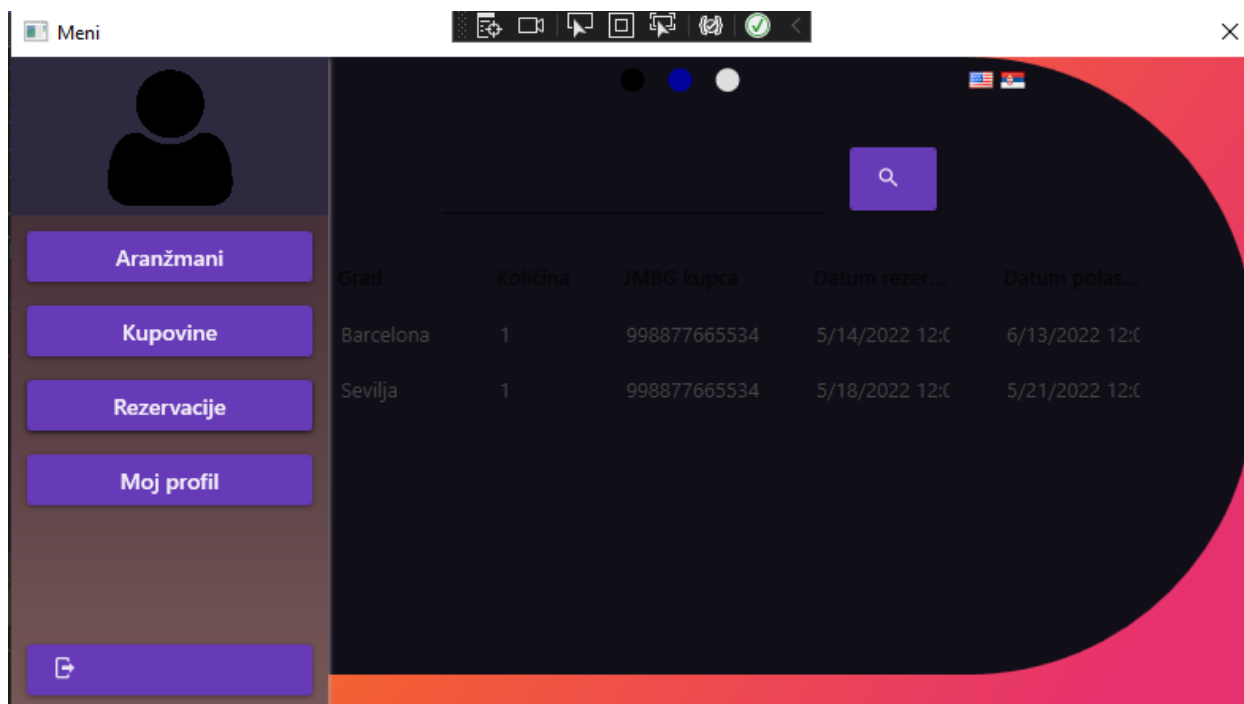 Meni
Aranžmani
Kupovine
Rezervacije
Moj profil
Grad Količina JMBG kupca Datum rezer... Datum polas...
Barcelona 1 998877665534 5/14/2022 12:0 6/13/2022 12:0
Sevilja 1 998877665534 5/18/2022 12:0 5/21/2022 12:0